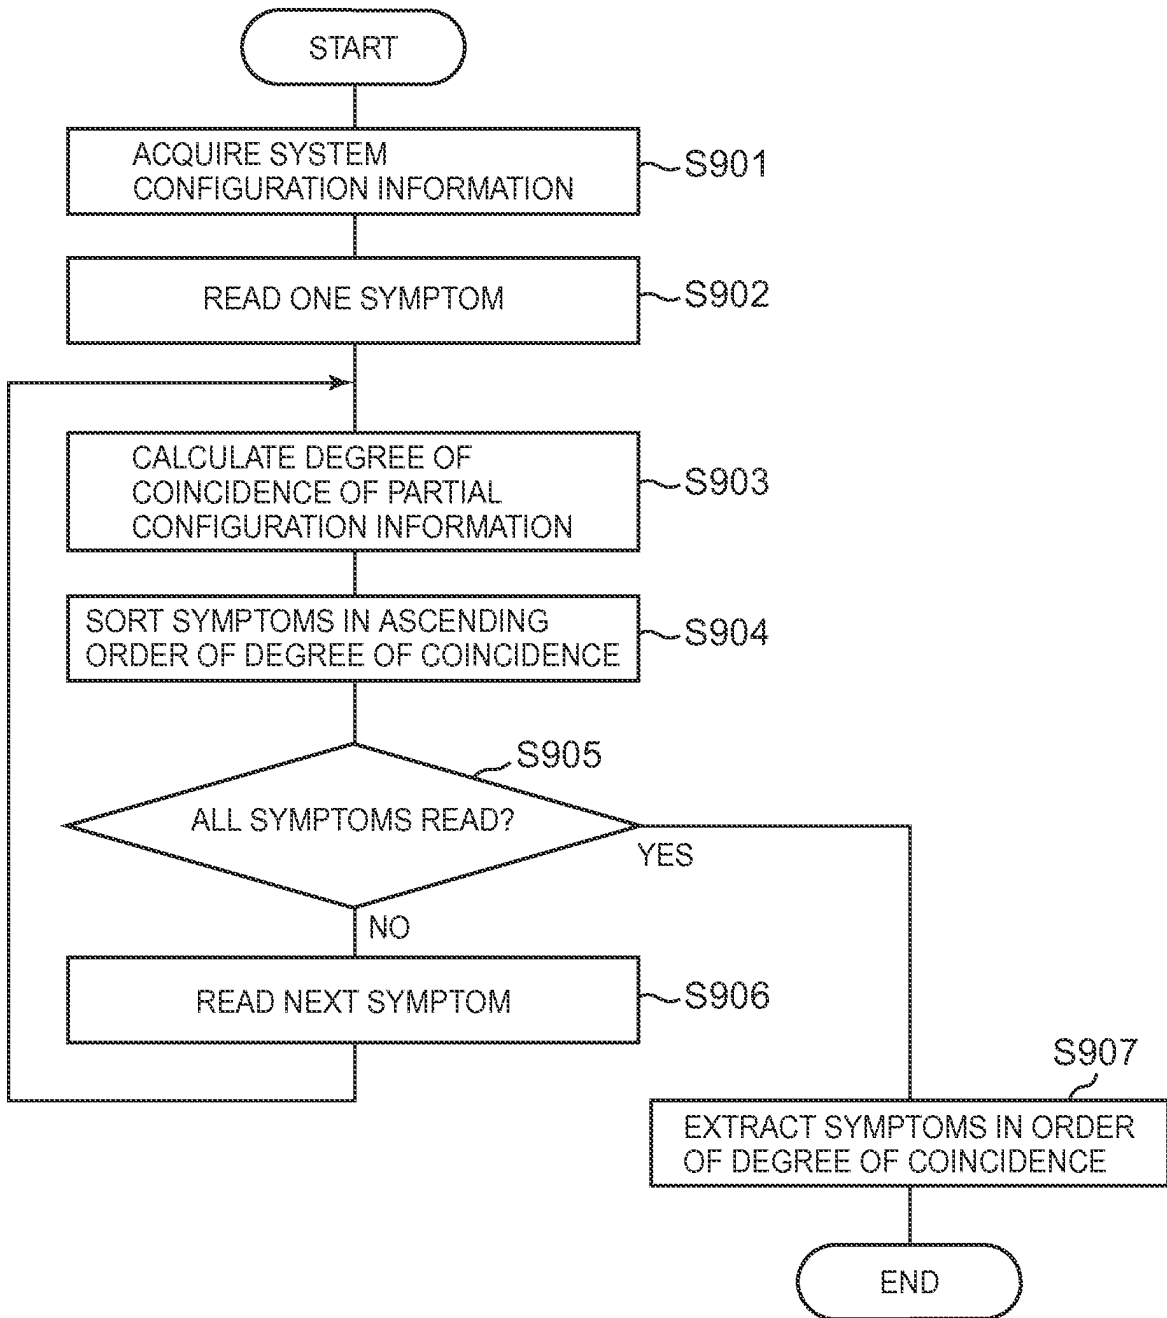 START
ACQUIRE SYSTEM
CONFIGURATION INFORMATION
S901
READ ONE SYMPTOM
S902
CALCULATE DEGREE OF
COINCIDENCE OF PARTIAL
CONFIGURATION INFORMATION
S903
SORT SYMPTOMS IN ASCENDING
ORDER OF DEGREE OF COINCIDENCE
S904
S905
ALL SYMPTOMS READ?
YES
NO
READ NEXT SYMPTOM
S906
S907
EXTRACT SYMPTOMS IN ORDER
OF DEGREE OF COINCIDENCE
END